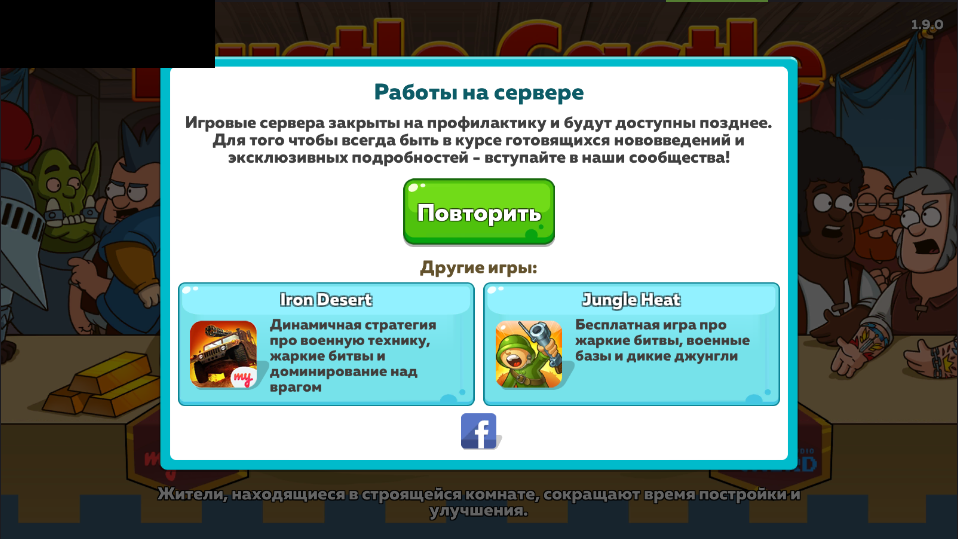 1.9.0
Castle
Работы на сервере
Игровые сервера закрыты на профилактику и будут доступны позднее.
Для того чтобы всегда быть в курсе готовящихся нововведений и
эксклюзивных подробностей – вступайте в наши сообщества!
Повторить
Другие игры:
Iron Desert
Динамичная стратегия
про военную технику,
жаркие битвы и
доминирование над
врагом
my
Jungle Heat
Бесплатная игра про
жаркие битвы, военные
базы и дикие джунгли
f
my
Жители, находящиеся в строящейся комнате, сокращают время постройки и
улучшения.